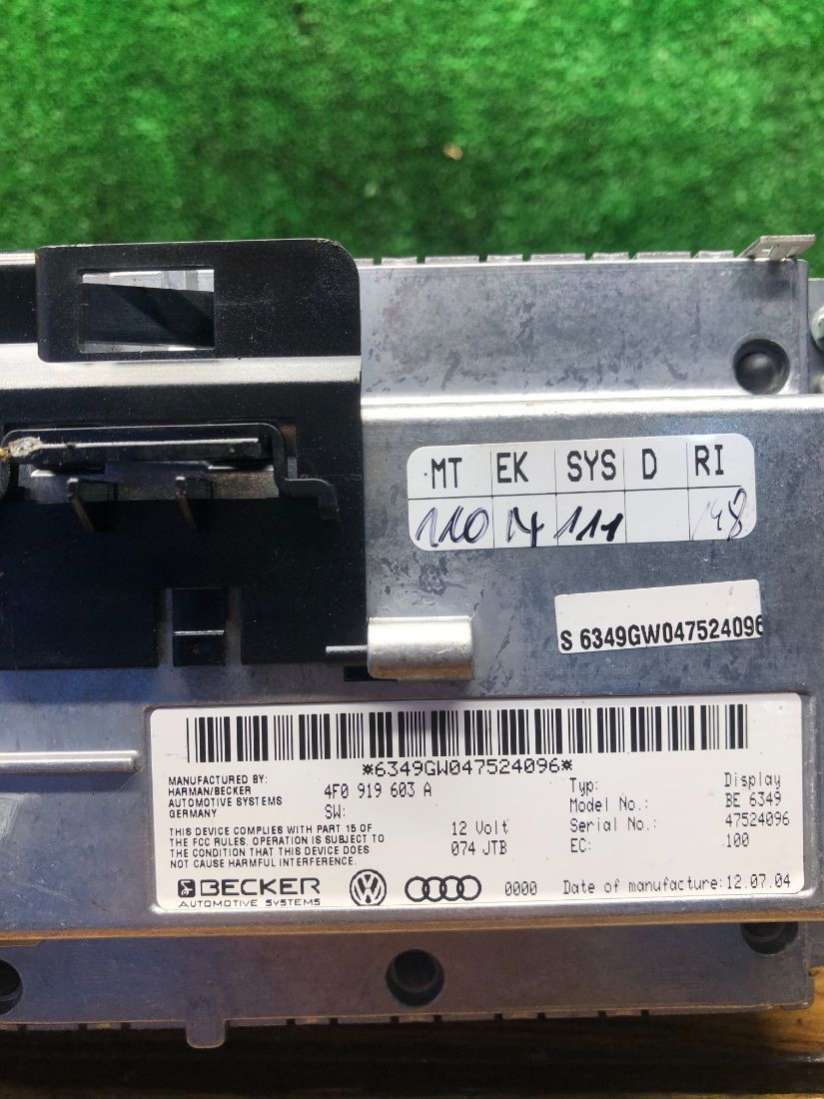 MT EK SYS D RI
110 14 111 148
S 6349GW047524096
*6349GW047524096*
MANUFACTURED BY:
HARMAN/BECKER
AUTOMOTIVE SYSTEMS
GERMANY
4F0 919 603 A
SW:
Typ: Display
Model No.: BE 6349
Serial No.: 47524096
EC: 100
THIS DEVICE COMPLIES WITH PART 15 OF
THE FCC RULES. OPERATION IS SUBJECT TO
THE CONDITION THAT THIS DEVICE DOES
NOT CAUSE HARMFUL INTERFERENCE.
12 Volt
074 JTB
BECKER
AUTOMOTIVE SYSTEMS
0000 Date of manufacture: 12.07.04